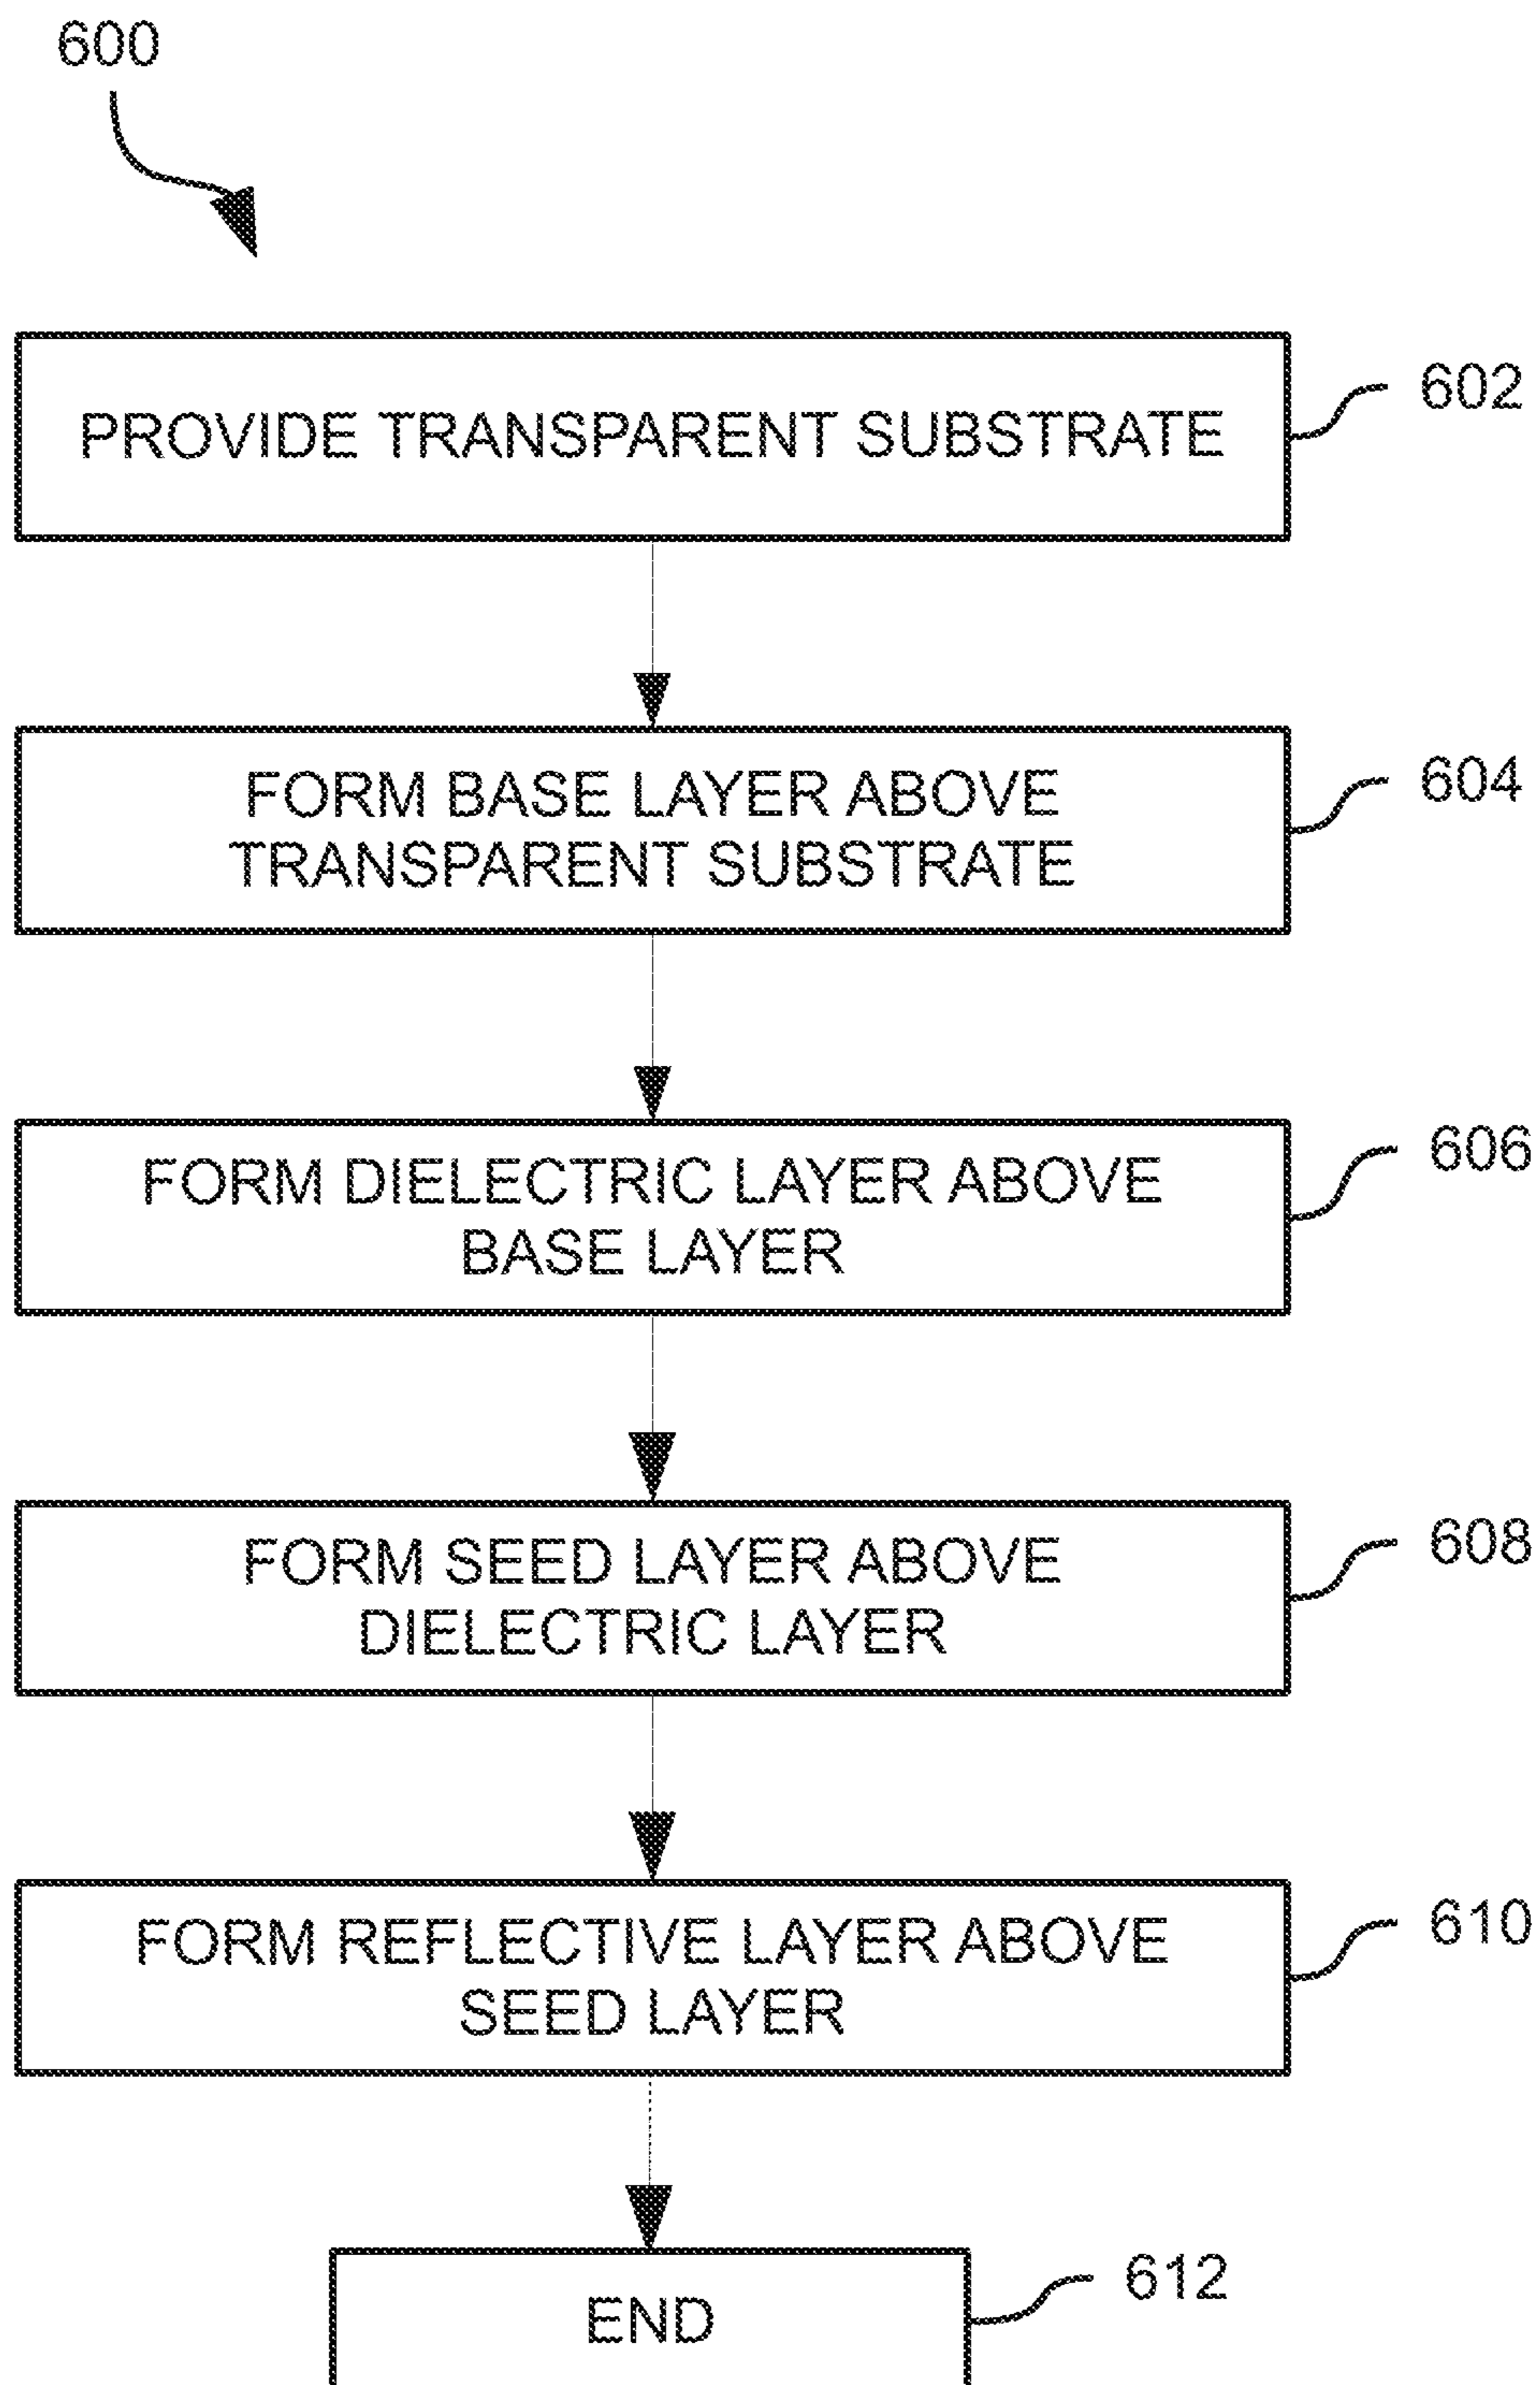 600
PROVIDE TRANSPARENT SUBSTRATE
602
FORM BASE LAYER ABOVE
TRANSPARENT SUBSTRATE
604
FORM DIELECTRIC LAYER ABOVE
BASE LAYER
606
FORM SEED LAYER ABOVE
DIELECTRIC LAYER
608
FORM REFLECTIVE LAYER ABOVE
SEED LAYER
610
END
612